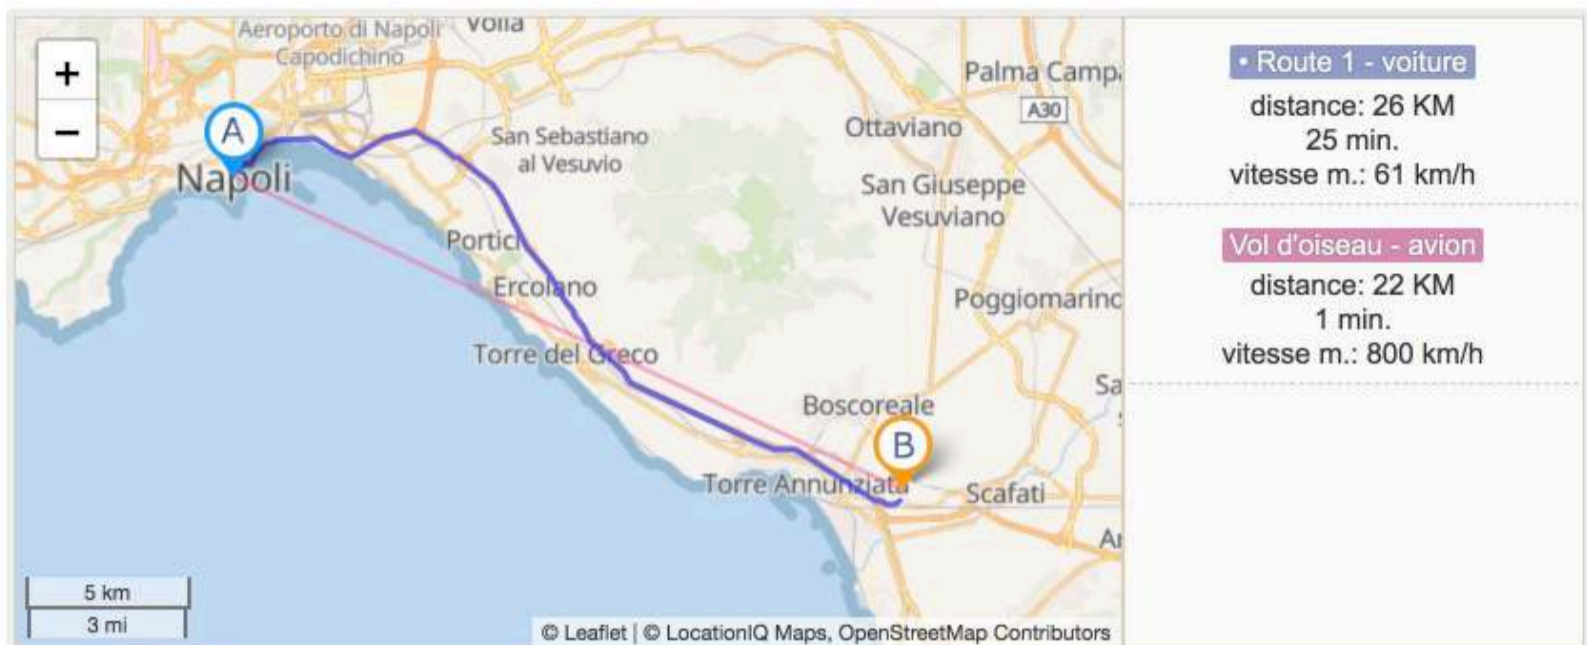 Volla
Aeroporto di Napoli
Capodichino
+
−
A
Napoli
San Sebastiano
al Vesuvio
Palma Campa
A30
Ottaviano
San Giuseppe
Vesuviano
Portici
Ercolano
Poggiomarino
Torre del Greco
Sa
Boscoreale
B
Torre Annunziata
Scafati
5 km
3 mi
© Leaflet | © LocationIQ Maps, OpenStreetMap Contributors
• Route 1 - voiture
distance: 26 KM
25 min.
vitesse m.: 61 km/h
Vol d'oiseau - avion
distance: 22 KM
1 min.
vitesse m.: 800 km/h